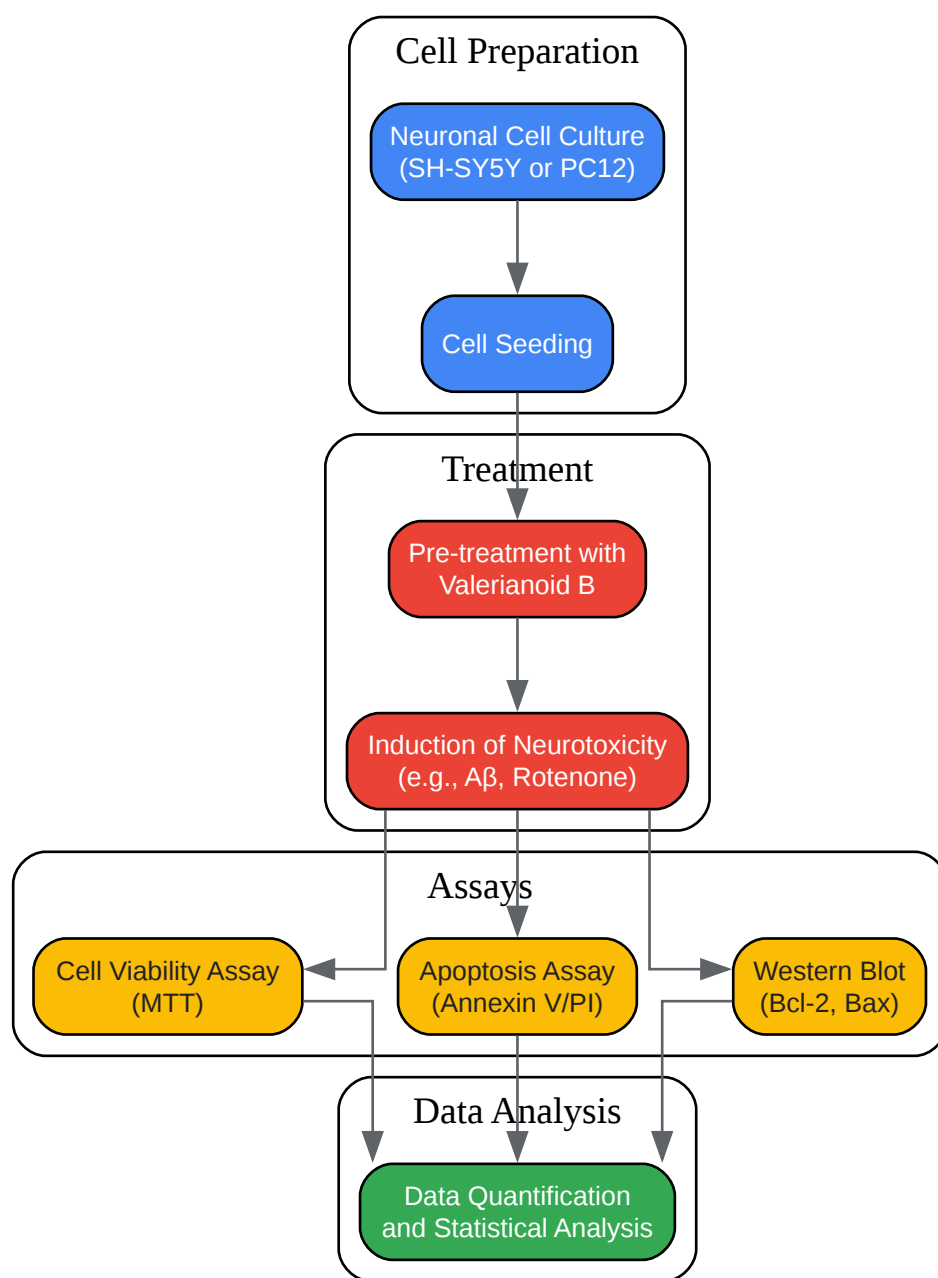 Cell Preparation
Neuronal Cell Culture
(SH-SY5Y or PC12)
Cell Seeding
Treatment
Pre-treatment with
Valerianoid B
Induction of Neurotoxicity
(e.g., Aβ, Rotenone)
Assays
Cell Viability Assay
(MTT)
Apoptosis Assay
(Annexin V/PI)
Western Blot
(Bcl-2, Bax)
Data Analysis
Data Quantification
and Statistical Analysis